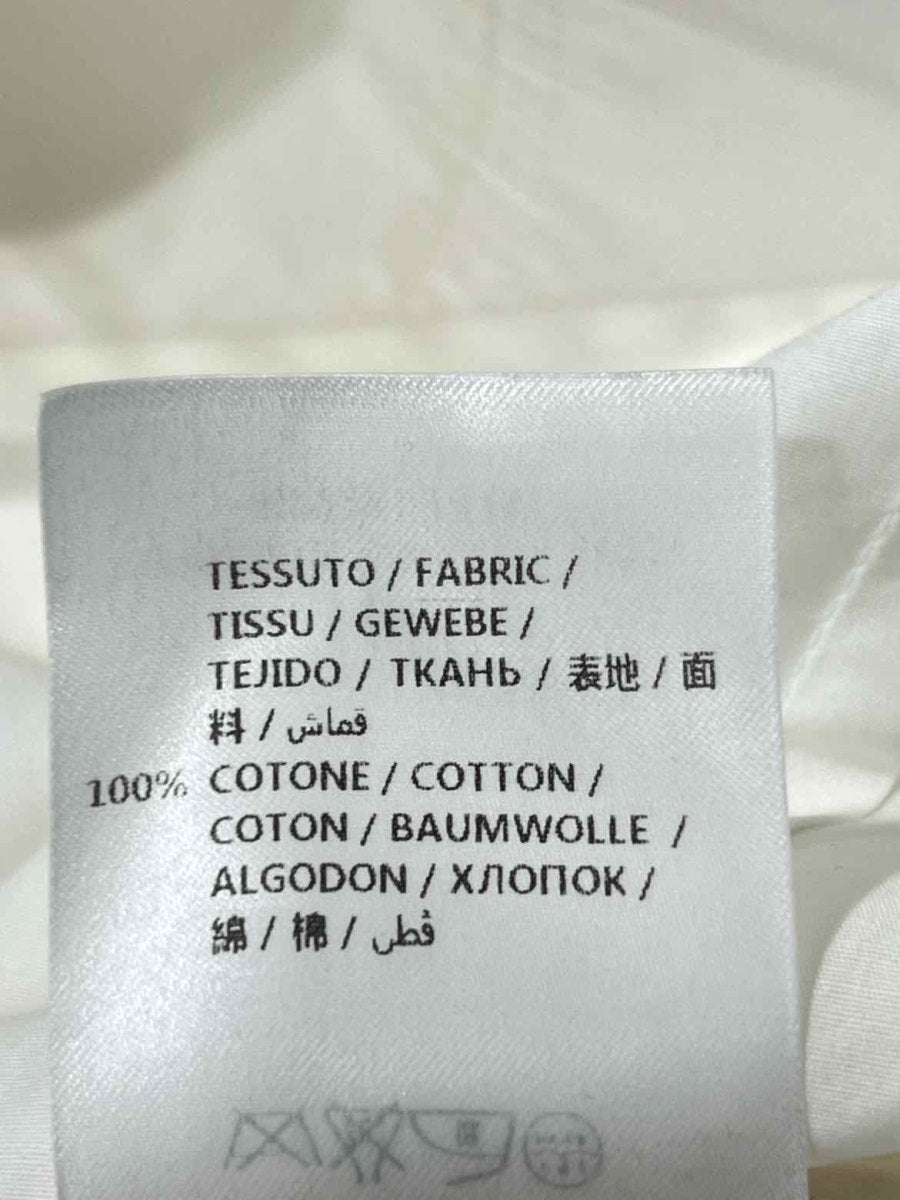 TESSUTO / FABRIC /
TISSU / GEWEBE /
TEJIDO / ТКАНЬ / 表地 / 面
料 / قماش
100% COTONE / COTTON /
COTON / BAUMWOLLE /
ALGODON / ХЛОПОК /
綿 / 棉 / قطن